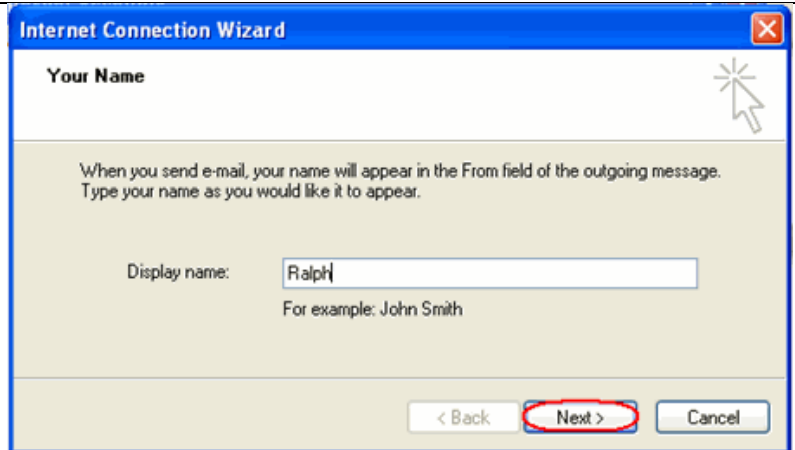 Internet Connection Wizard
Your Name
When you send e-mail, your name will appear in the From field of the outgoing message.
Type your name as you would like it to appear.
Display name: Ralph
For example: John Smith
< Back Next > Cancel